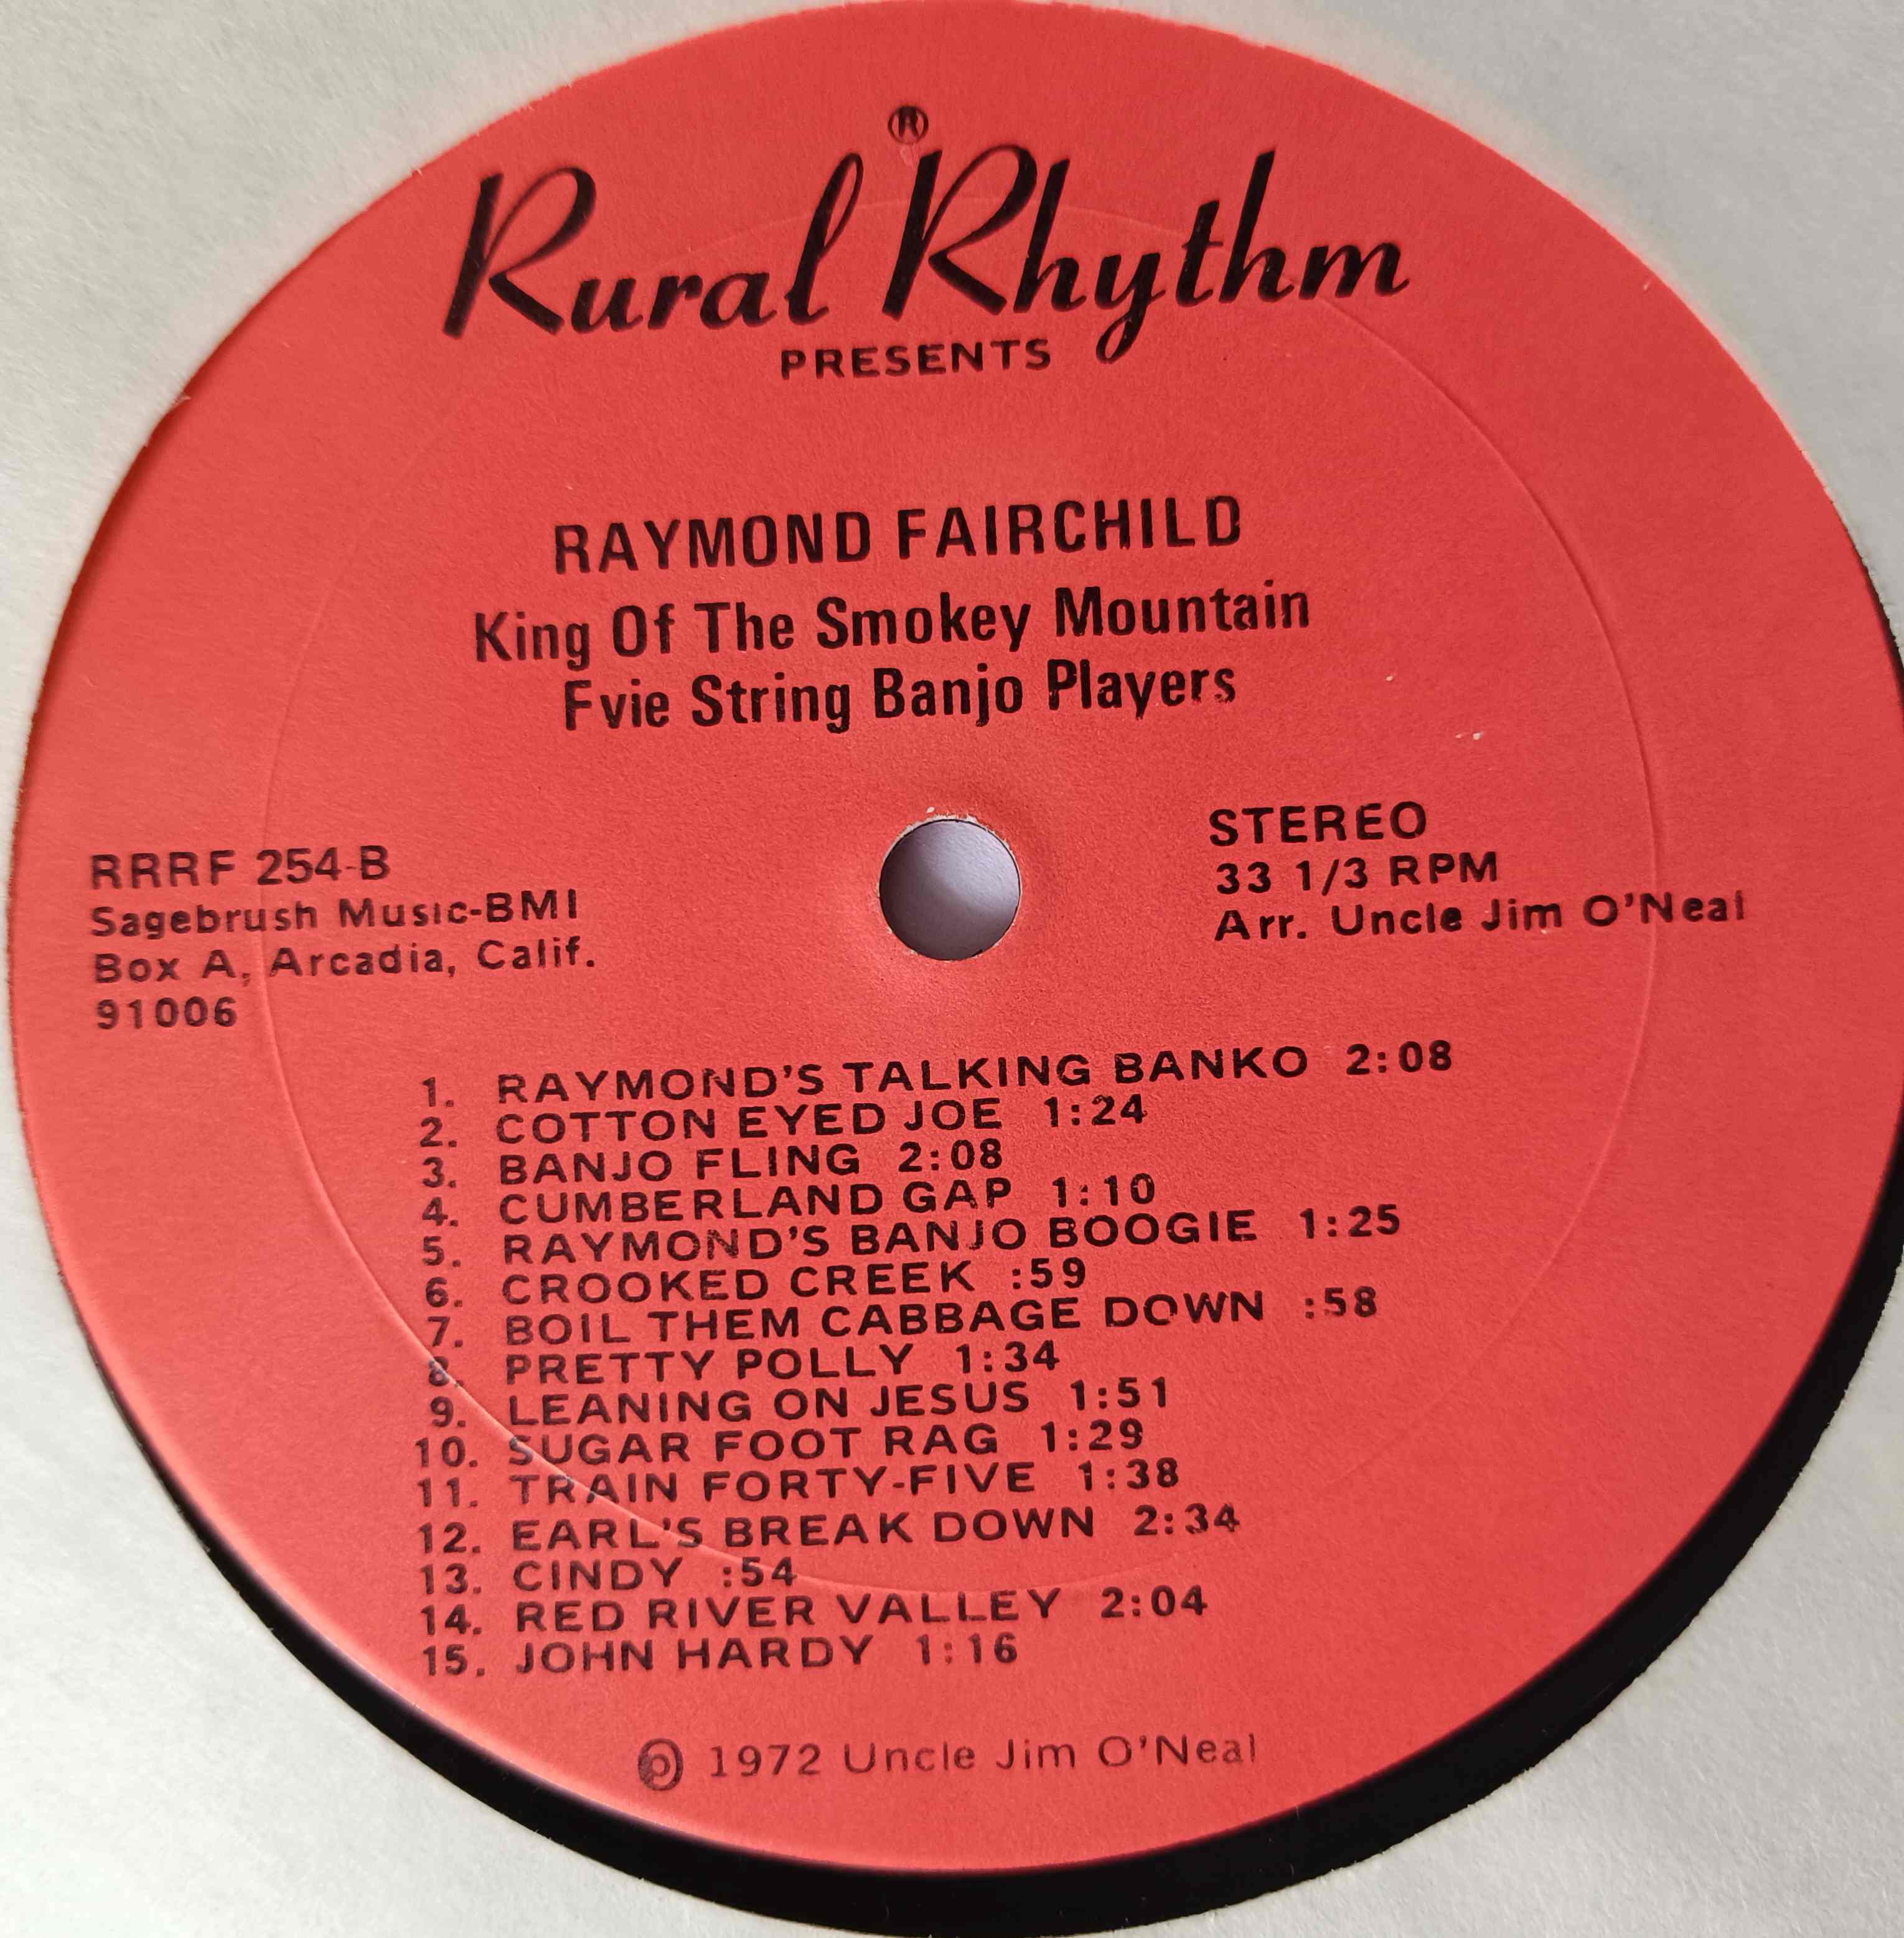 ®
Rural Rhythm
PRESENTS
RAYMOND FAIRCHILD
King Of The Smokey Mountain
Fvie String Banjo Players
RRRF 254-B
Sagebrush Music-BMI
Box A, Arcadia, Calif.
91006
STEREO
33 1/3 RPM
Arr. Uncle Jim O'Neal
1. RAYMOND'S TALKING BANKO 2:08
2. COTTON EYED JOE 1:24
3. BANJO FLING 2:08
4. CUMBERLAND GAP 1:10
5. RAYMOND'S BANJO BOOGIE 1:25
6. CROOKED CREEK :59
7. BOIL THEM CABBAGE DOWN :58
8. PRETTY POLLY 1:34
9. LEANING ON JESUS 1:51
10. SUGAR FOOT RAG 1:29
11. TRAIN FORTY-FIVE 1:38
12. EARL'S BREAK DOWN 2:34
13. CINDY :54
14. RED RIVER VALLEY 2:04
15. JOHN HARDY 1:16
℗ 1972 Uncle Jim O'Neal